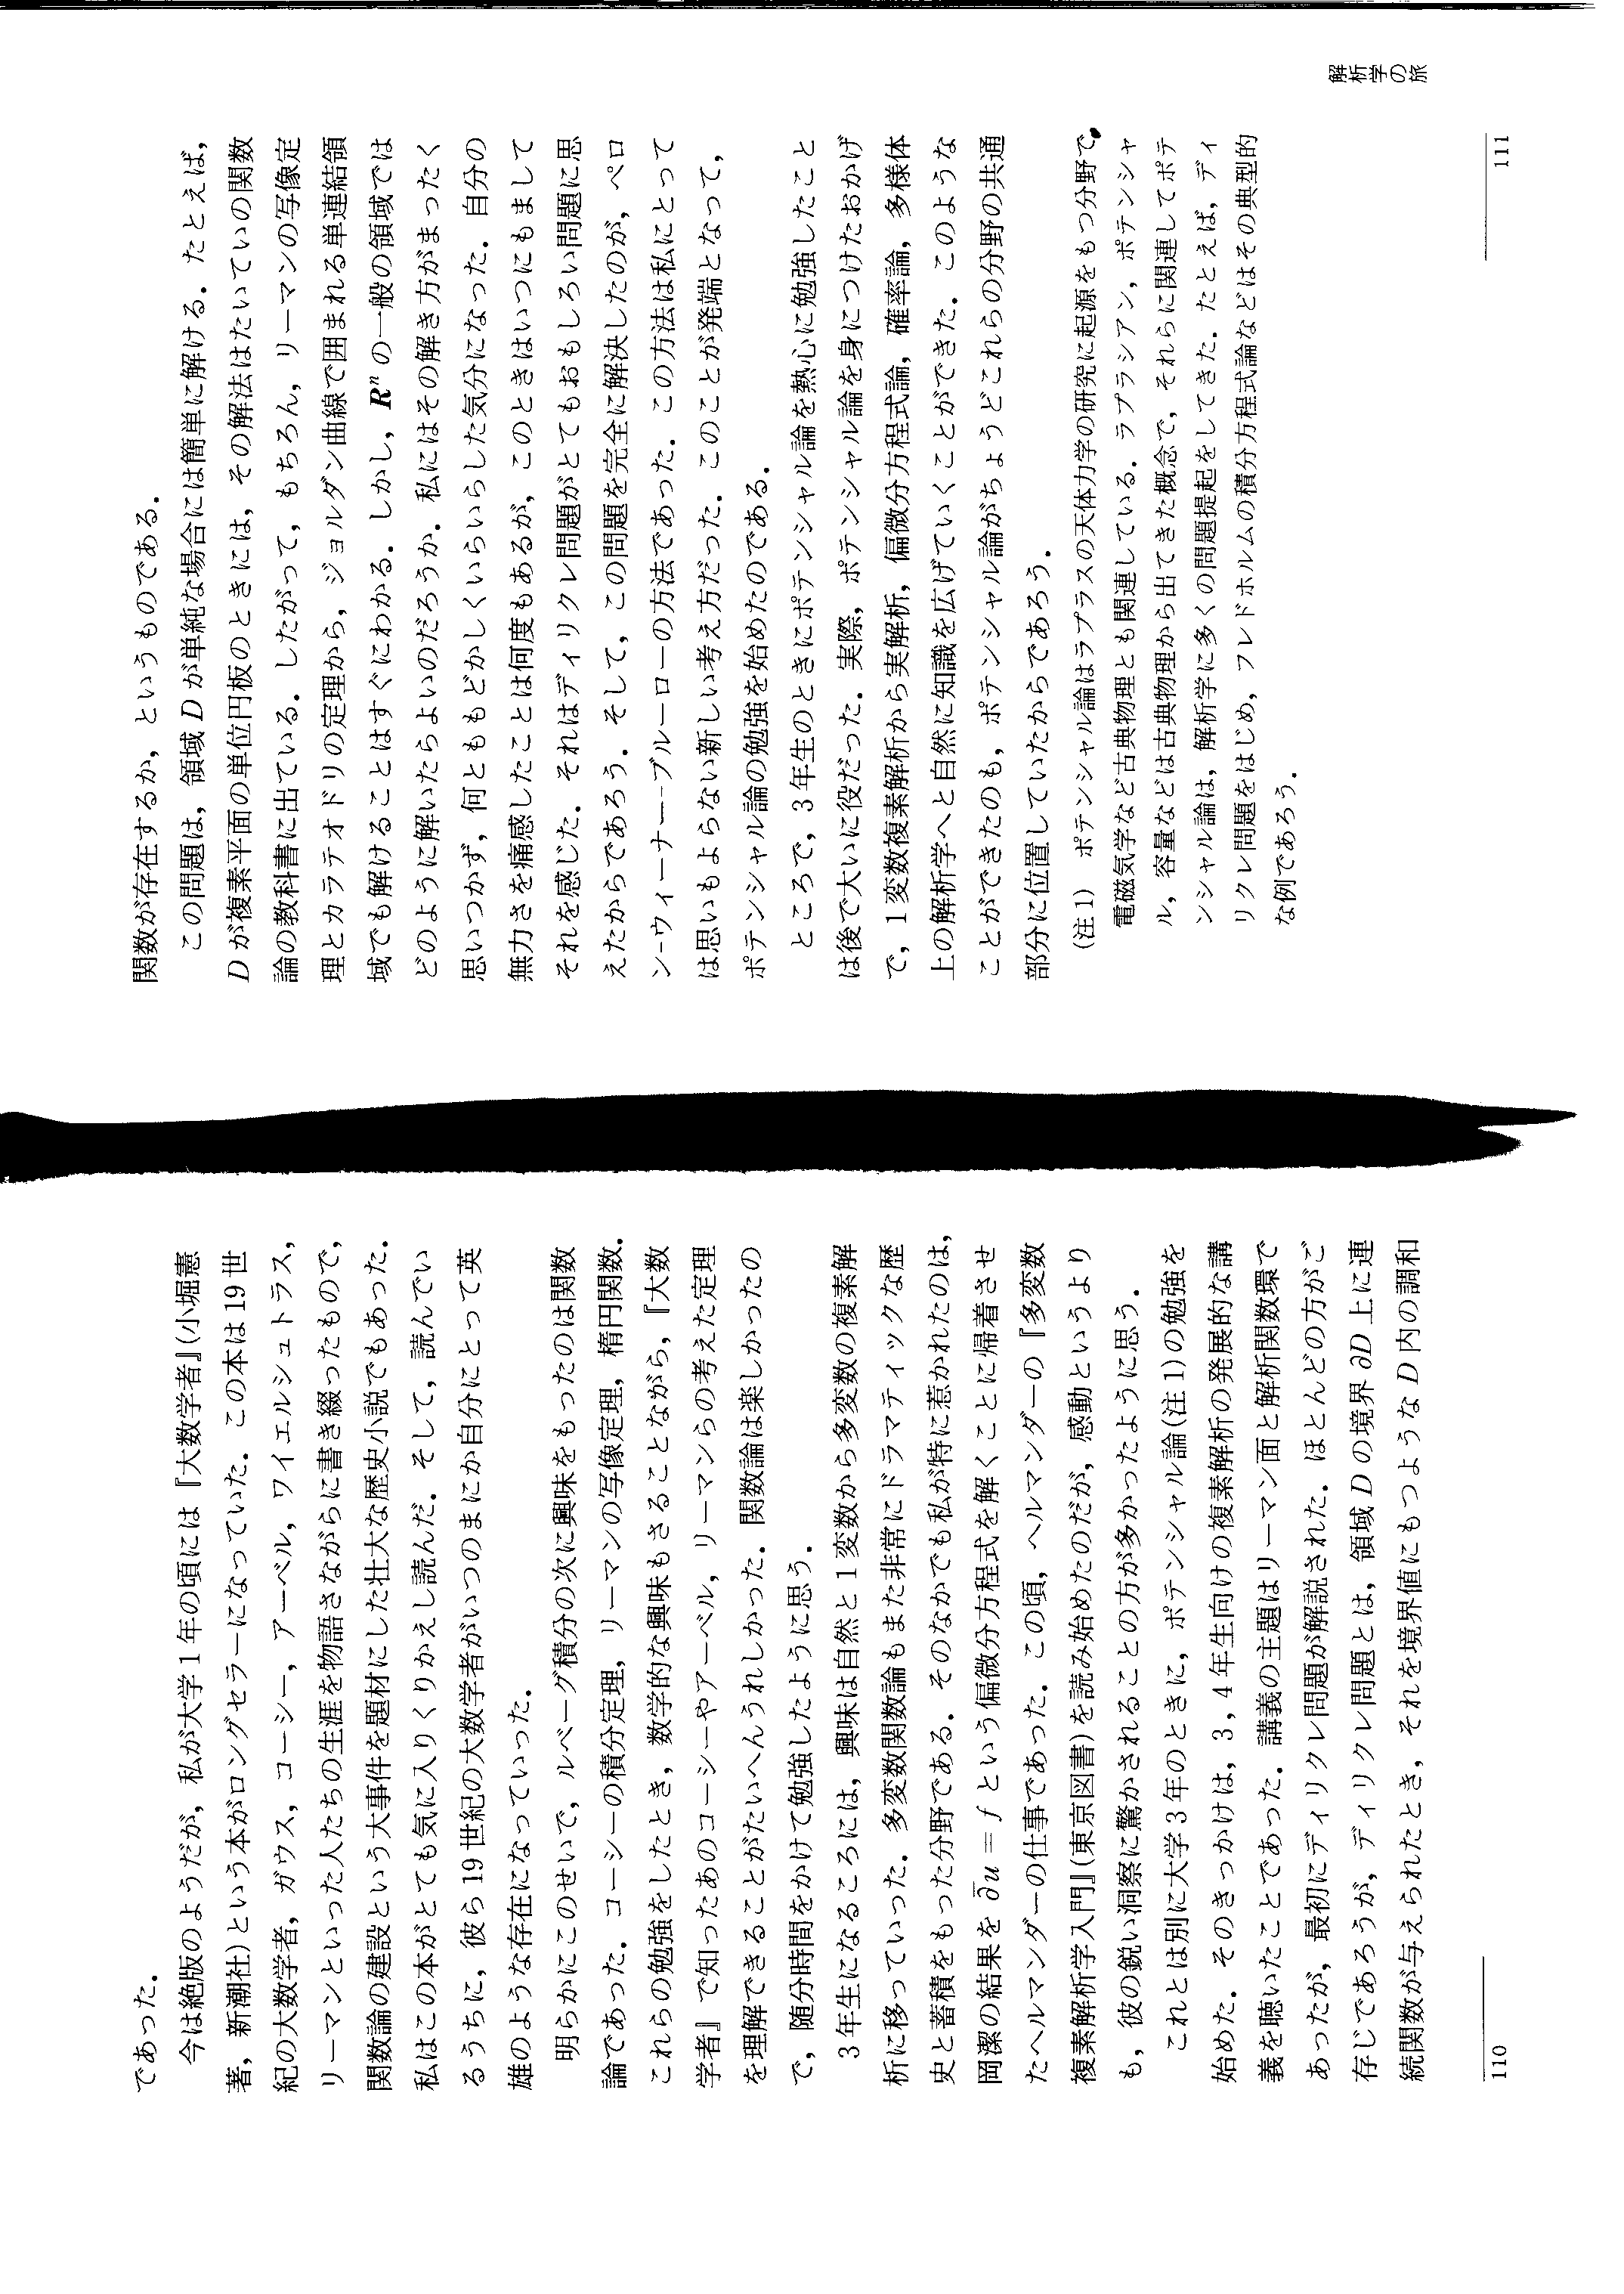 であった．
今は絶版のようだが，私が大学1年の頃には『大数学者』(小堀憲
著，新潮社)という本がロングセラーになっていた．この本は19世
紀の大数学者，ガウス，コーシー，アーベル，ワイエルシュトラス，
リーマンといった人たちの生涯を物語さながらに書き綴ったもので，
関数論の建設という大事件を題材にした壮大な歴史小説でもあった．
私はこの本がとても気に入りくりかえし読んだ．そして，読んでい
るうちに，彼ら19世紀の大数学者がいつのまにか自分にとって英
雄のような存在になっていった．
明らかにこのせいで，ルベーグ積分の次に興味をもったのは関数
論であった．コーシーの積分定理，リーマンの写像定理，楕円関数．
これらの勉強をしたとき，数学的な興味もさることながら，『大数
学者』で知ったあのコーシーやアーベル，リーマンらの考えた定理
を理解できることがたいへんうれしかった．関数論は楽しかったの
で，随分時間をかけて勉強したように思う．
3年生になるころには，興味は自然と1変数から多変数の複素解
析に移っていった．多変数関数論もまた非常にドラマティックな歴
史と蓄積をもった分野である．そのなかでも私が特に惹かれたのは，
岡潔の結果を ∂̄u = f という偏微分方程式を解くことに帰着させ
たヘルマンダーの仕事であった．この頃，ヘルマンダーの『多変数
複素解析学入門』(東京図書)を読み始めたのだが，感動というより
も，彼の鋭い洞察に驚かされることの方が多かったように思う．
これとは別に大学3年のときに，ポテンシャル論(注1)の勉強を
始めた．そのきっかけは，3，4年生向けの複素解析の発展的な講
義を聴いたことであった．講義の主題はリーマン面と解析関数環で
あったが，最初にディリクレ問題が解説された．ほとんどの方がご
存じであろうが，ディリクレ問題とは，領域 D の境界 ∂D 上に連
続関数が与えられたとき，それを境界値にもつような D 内の調和
110
関数が存在するか，というものである．
この問題は，領域 D が単純な場合には簡単に解ける．たとえば，
D が複素平面の単位円板のときには，その解法はたいていの関数
論の教科書に出ている．したがって，もちろん，リーマンの写像定
理とカラテオドリの定理から，ジョルダン曲線で囲まれる単連結領
域でも解けることはすぐにわかる．しかし，Rⁿ の一般の領域では
どのように解いたらよいのだろうか．私にはその解き方がまったく
思いつかず，何とももどかしくいらいらした気分になった．自分の
無力さを痛感したことは何度もあるが，このときはいつにもまして
それを感じた．それはディリクレ問題がとてもおもしろい問題に思
えたからであろう．そして，この問題を完全に解決したのが，ペロ
ン-ウィーナー-ブルーローの方法であった．この方法は私にとって
は思いもよらない新しい考え方だった．このことが発端となって，
ポテンシャル論の勉強を始めたのである．
ところで，3年生のときにポテンシャル論を熱心に勉強したこと
は後で大いに役だった．実際，ポテンシャル論を身につけたおかげ
で，1変数複素解析から実解析，偏微分方程式論，確率論，多様体
上の解析学へと自然に知識を広げていくことができた．このような
ことができたのも，ポテンシャル論がちょうどこれらの分野の共通
部分に位置していたからであろう．
(注1)　ポテンシャル論はラプラスの天体力学の研究に起源をもつ分野で，
電磁気学など古典物理とも関連している．ラプラシアン，ポテンシャ
ル，容量などは古典物理から出てきた概念で，それらに関連してポテ
ンシャル論は，解析学に多くの問題提起をしてきた．たとえば，ディ
リクレ問題をはじめ，フレドホルムの積分方程式論などはその典型的
な例であろう．
解析学の旅
111